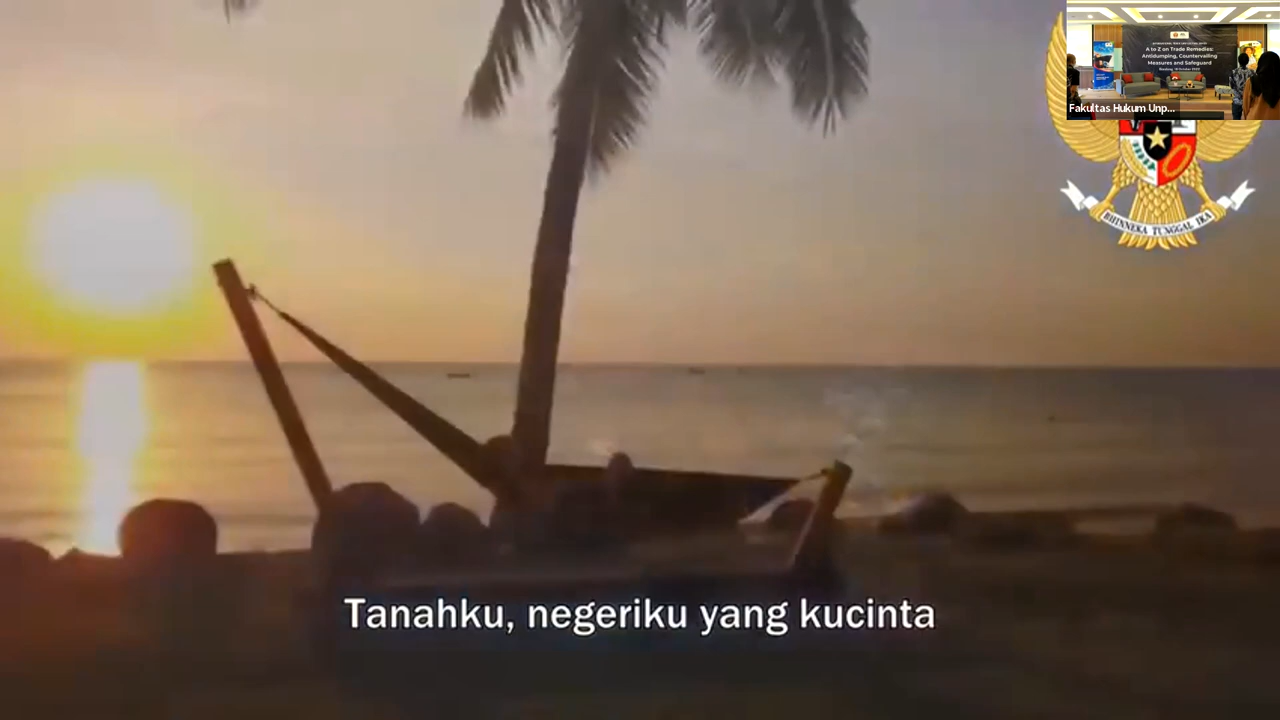 A to Z on Trade Remedies:
Antidumping, Countervailing
Measures and Safeguard
Fakultas Hukum Unp...
BHINNEKA TUNGGAL IKA
Tanahku, negeriku yang kucinta